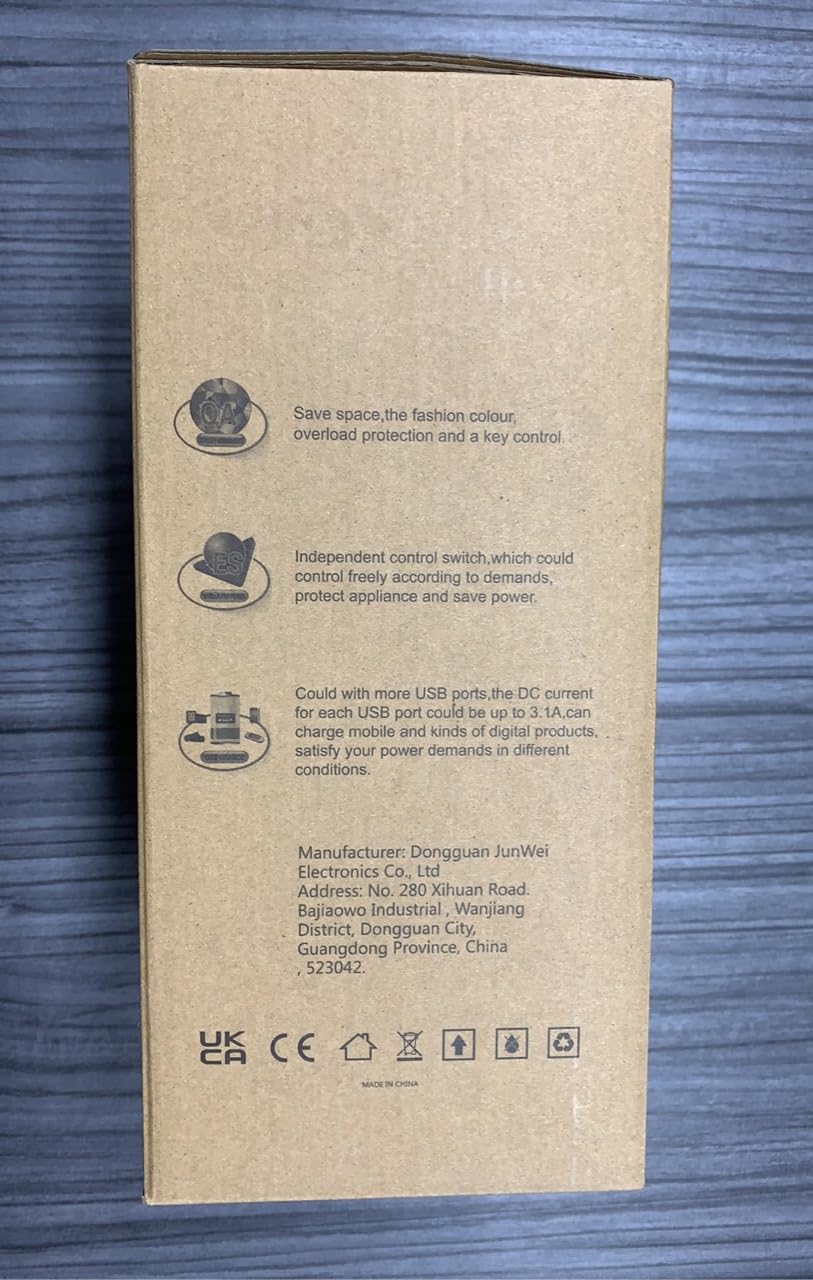 OA
Save space,the fashion colour,
overload protection and a key control.
ES
Independent control switch,which could
control freely according to demands,
protect appliance and save power.
Could with more USB ports,the DC current
for each USB port could be up to 3.1A,can
charge mobile and kinds of digital products,
satisfy your power demands in different
conditions.
Manufacturer: Dongguan JunWei
Electronics Co., Ltd
Address: No. 280 Xihuan Road.
Bajiaowo Industrial , Wanjiang
District, Dongguan City,
Guangdong Province, China
, 523042.
UK
CA CE
MADE IN CHINA